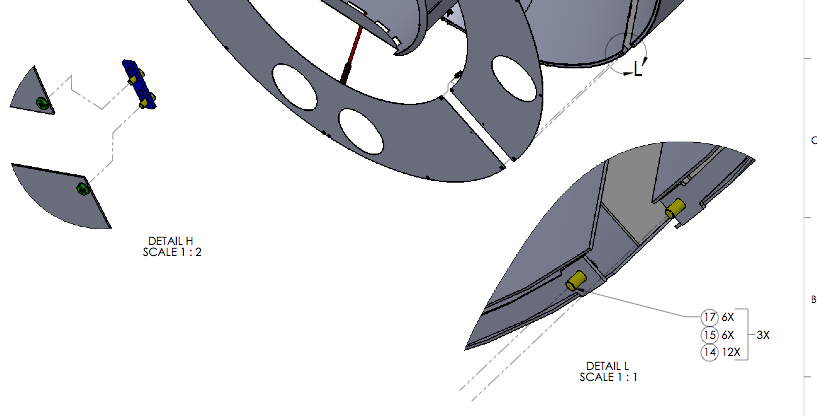 L
C
DETAIL H
SCALE 1 : 2
B
17 6X
15 6X
14 12X
3X
DETAIL L
SCALE 1 : 1